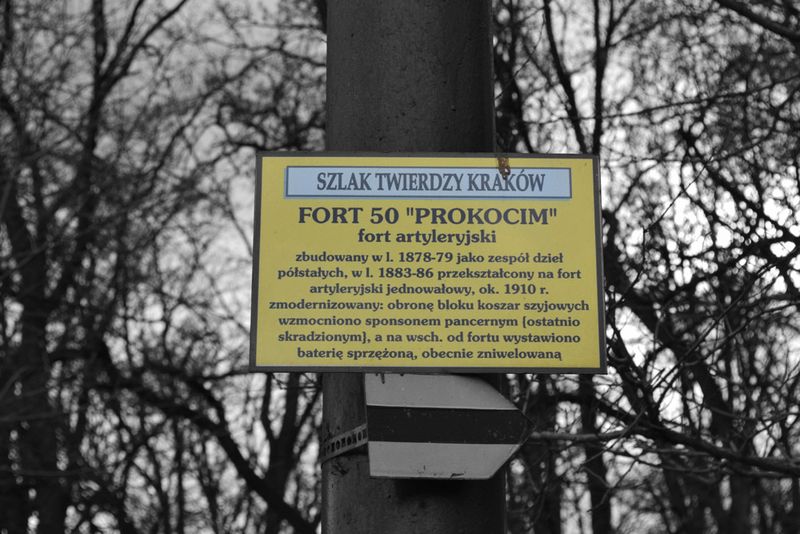 SZLAK TWIERDZY KRAKÓW
FORT 50 "PROKOCIM"
fort artyleryjski
zbudowany w l. 1878-79 jako zespół dzieł
półstałych, w l. 1883-86 przekształcony na fort
artyleryjski jednowałowy, ok. 1910 r.
zmodernizowany: obronę bloku koszar szyjowych
wzmocniono sponsonem pancernym [ostatnio
skradzionym], a na wsch. od fortu wystawiono
baterię sprzężoną, obecnie zniwelowaną